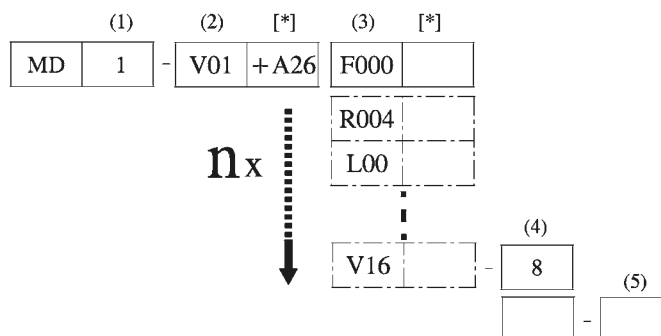 (1) (2) [*] (3) [*]
MD 1 - V01 +A26 F000
R004
nx
L00
V16 - 8
(4)
(5)
-